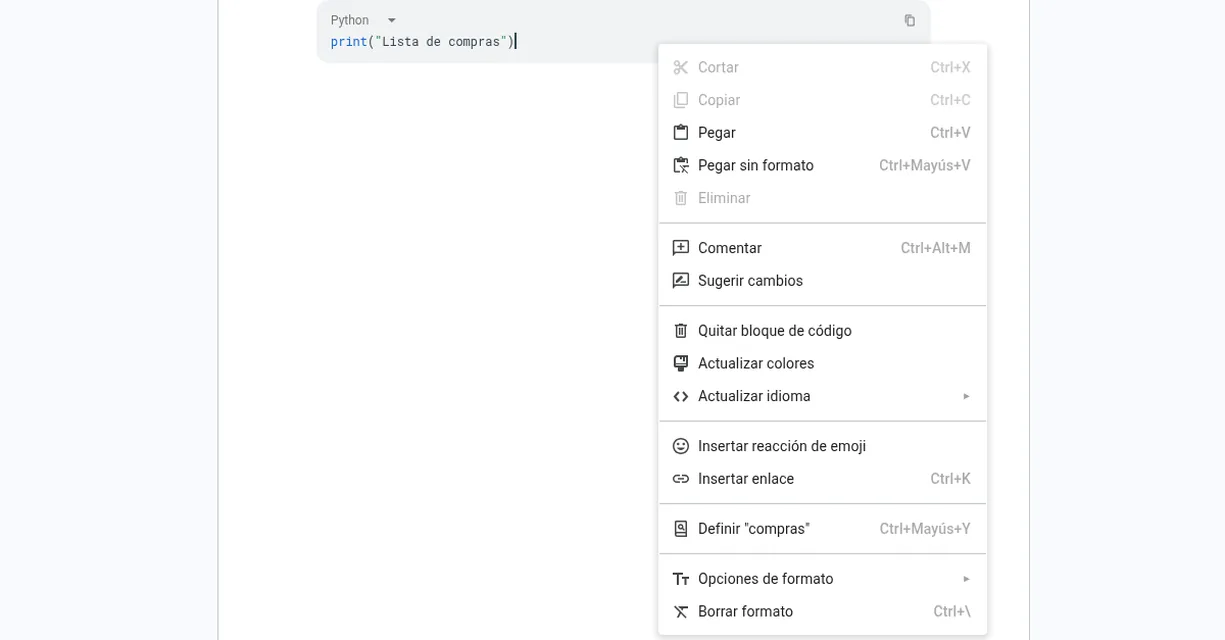 Python
print("Lista de compras")
Cortar Ctrl+X
Copiar Ctrl+C
Pegar Ctrl+V
Pegar sin formato Ctrl+Mayús+V
Eliminar
Comentar Ctrl+Alt+M
Sugerir cambios
Quitar bloque de código
Actualizar colores
Actualizar idioma
Insertar reacción de emoji
Insertar enlace Ctrl+K
Definir "compras" Ctrl+Mayús+Y
Opciones de formato
Borrar formato Ctrl+\